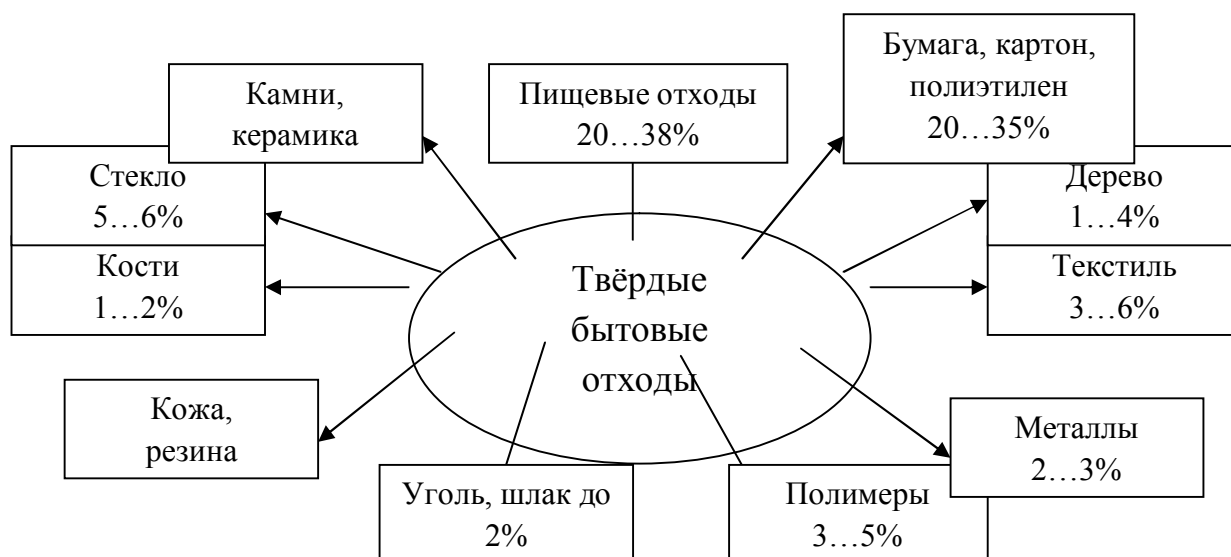 Бумага, картон,
полиэтилен
20…35%
Камни,
керамика
Пищевые отходы
20…38%
Стекло
5…6%
Дерево
1…4%
Кости
1…2%
Твёрдые
бытовые
отходы
Текстиль
3…6%
Кожа,
резина
Металлы
2…3%
Уголь, шлак до
2%
Полимеры
3…5%